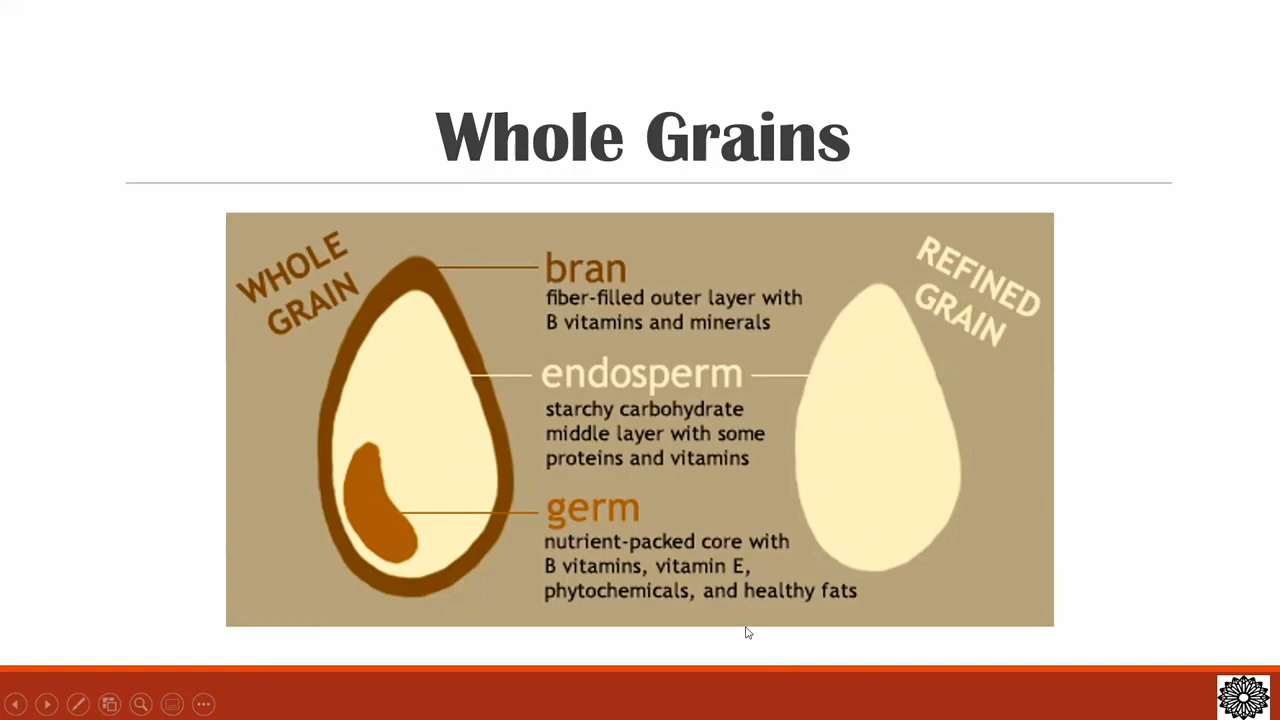 Whole Grains
WHOLE
GRAIN
bran
fiber-filled outer layer with
B vitamins and minerals
endosperm
starchy carbohydrate
middle layer with some
proteins and vitamins
germ
nutrient-packed core with
B vitamins, vitamin E,
phytochemicals, and healthy fats
REFINED
GRAIN